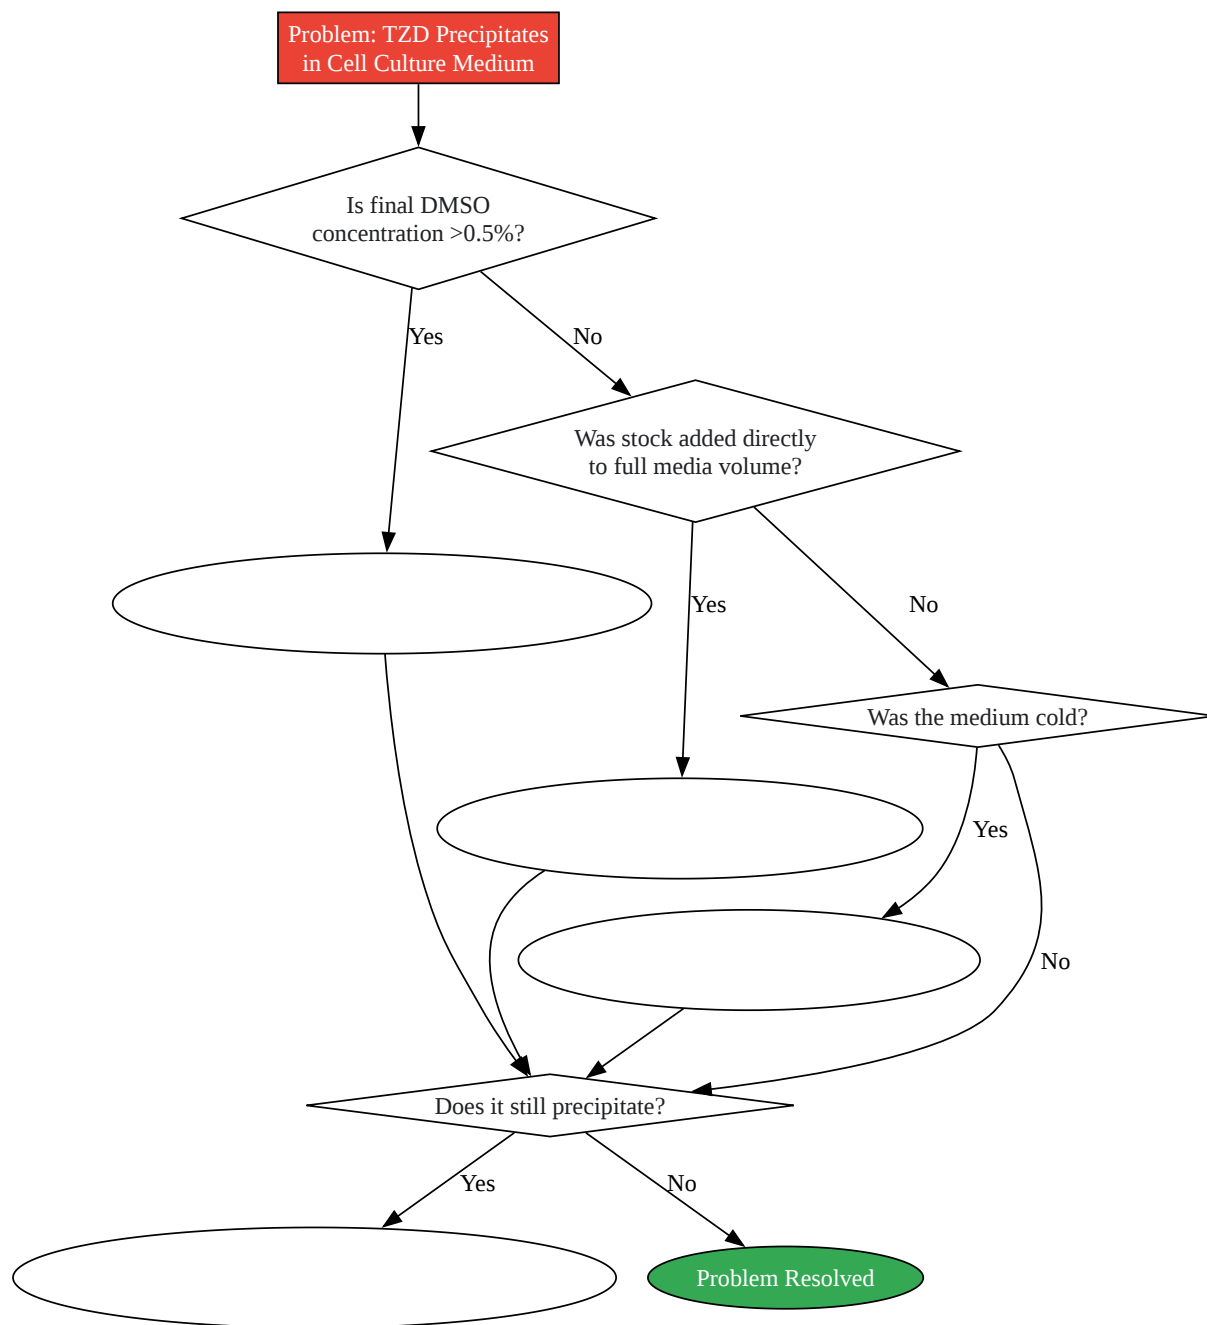 Problem: TZD Precipitates
in Cell Culture Medium
Is final DMSO
concentration >0.5%?
Yes
No
Was stock added directly
to full media volume?
Yes
No
Was the medium cold?
Yes
No
Does it still precipitate?
Yes
No
Problem Resolved